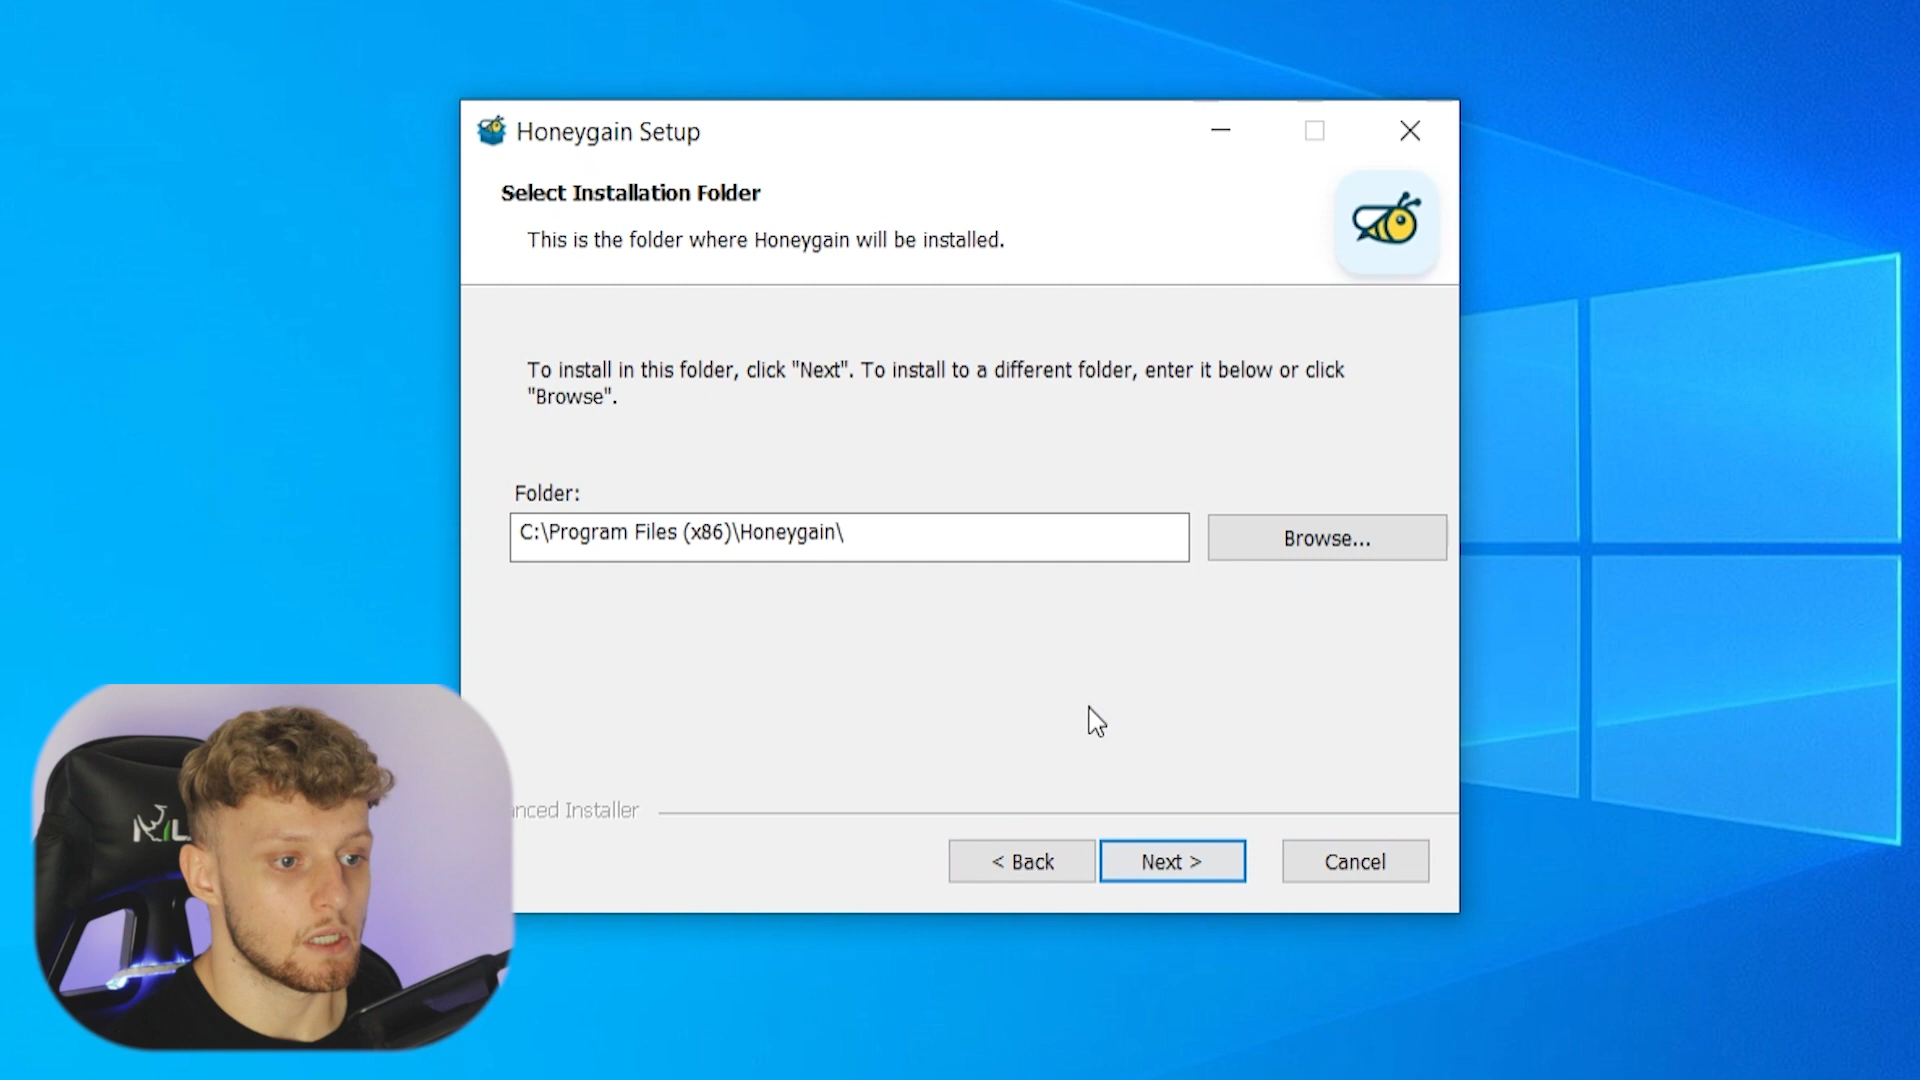 Honeygain Setup
Select Installation Folder
This is the folder where Honeygain will be installed.
To install in this folder, click "Next". To install to a different folder, enter it below or click
"Browse".
Folder:
C:\Program Files (x86)\Honeygain\
Browse...
Installer
< Back
Next >
Cancel